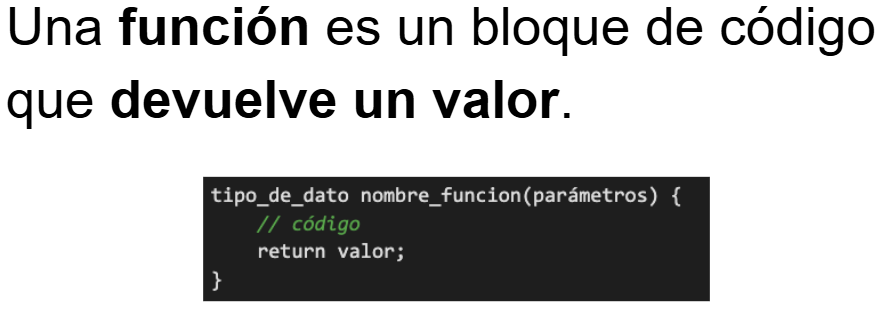 Una función es un bloque de código
que devuelve un valor.
tipo_de_dato nombre_funcion(parámetros) {
    // código
    return valor;
}